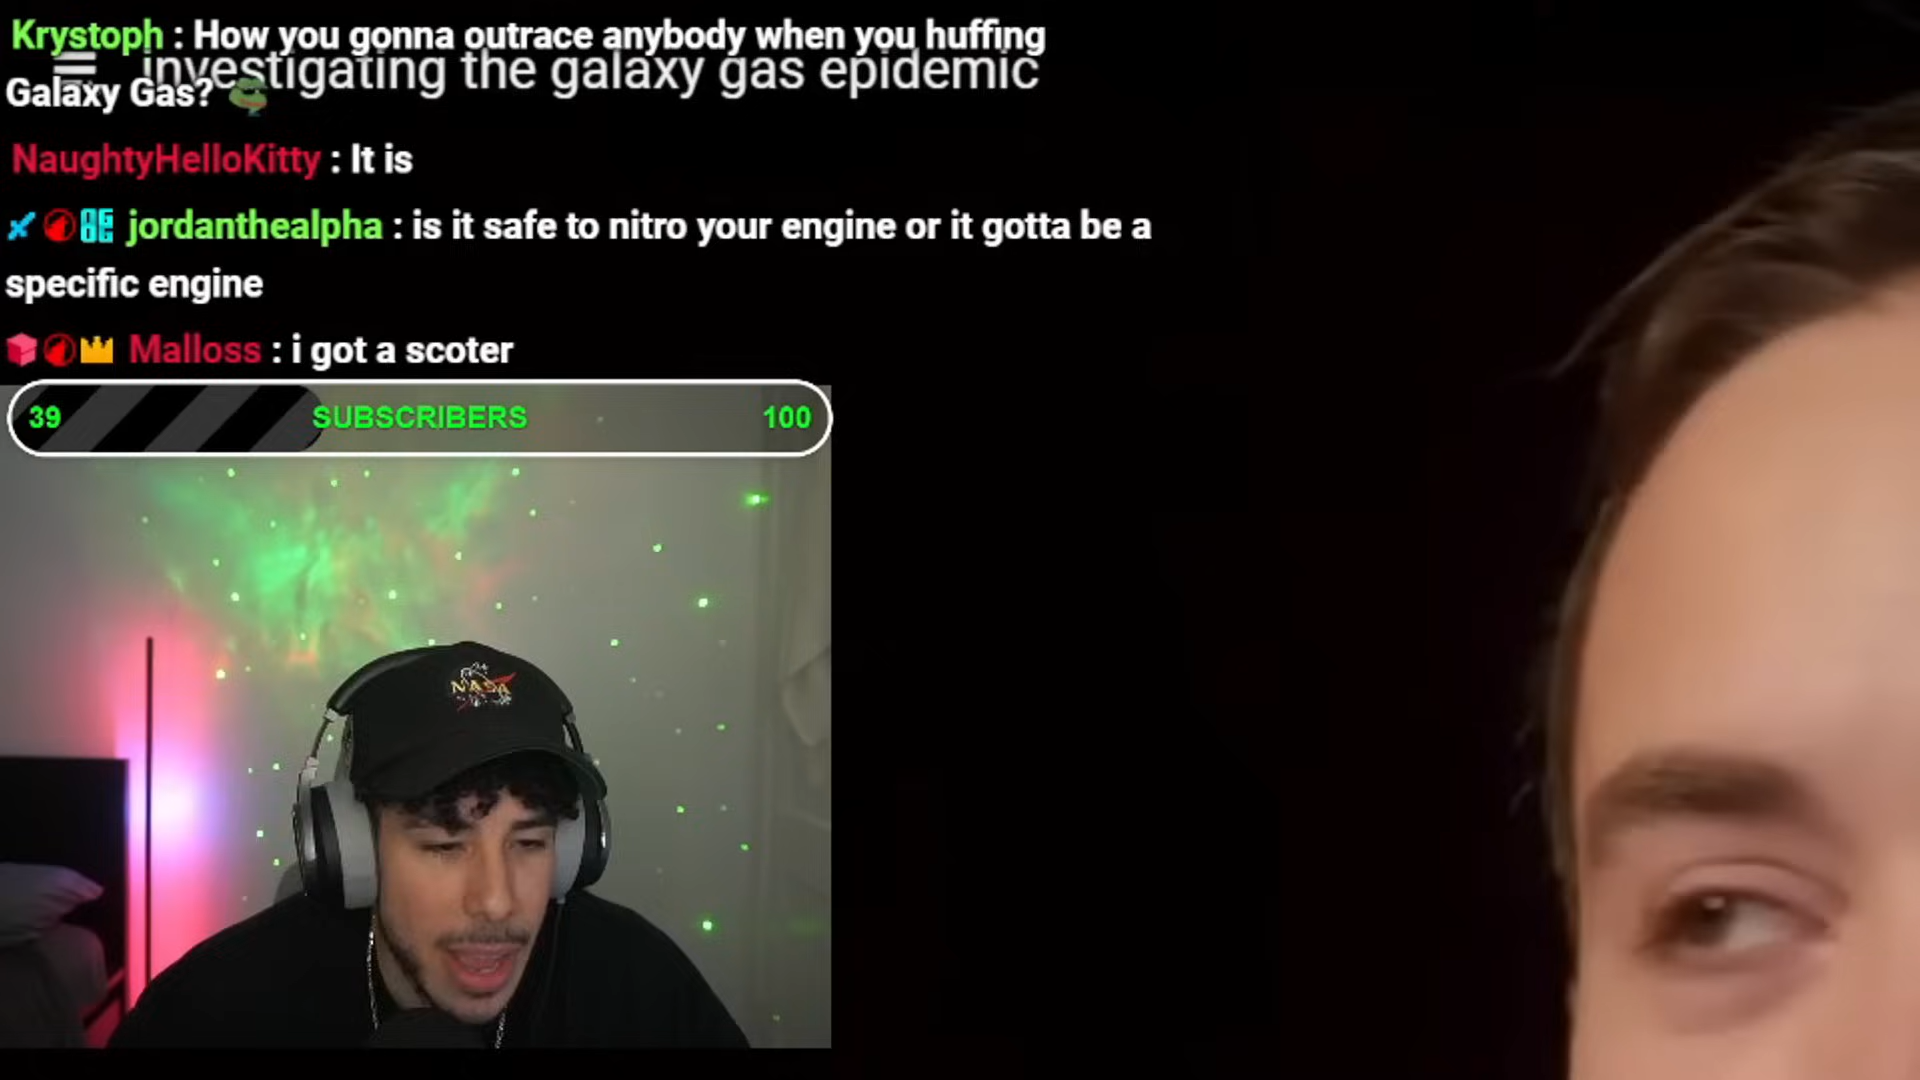 Krystoph : How you gonna outrace anybody when you huffing
investigating the galaxy gas epidemic
Galaxy Gas?
NaughtyHelloKitty : It is
jordanthealpha : is it safe to nitro your engine or it gotta be a
specific engine
Malloss : i got a scoter
39 SUBSCRIBERS 100
NASA